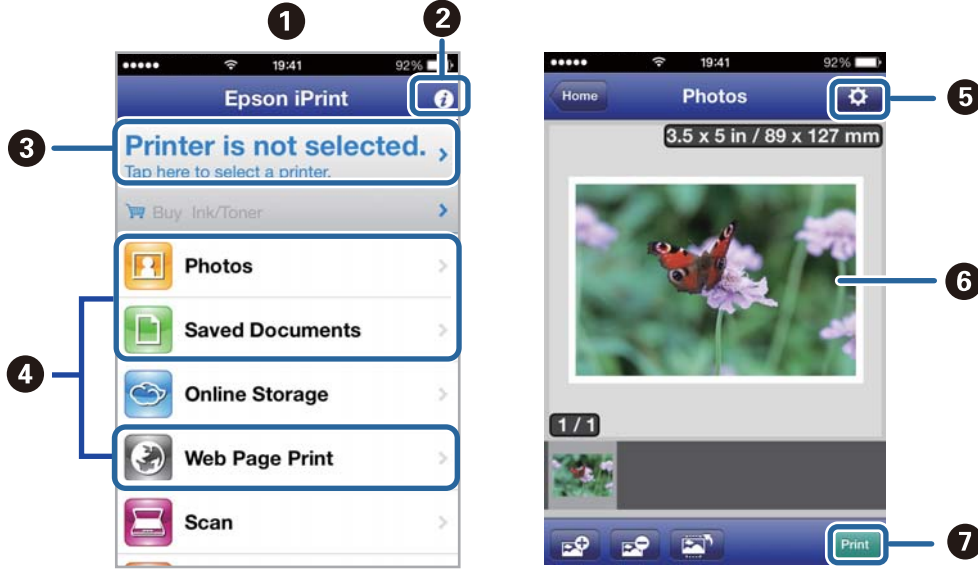 1
2
19:41
92%
Epson iPrint
3
Printer is not selected.
Tap here to select a printer.
Buy Ink/Toner
Photos
Saved Documents
4
Online Storage
Web Page Print
Scan
19:41
92%
Home
Photos
5
3.5 x 5 in / 89 x 127 mm
6
1 / 1
Print
7